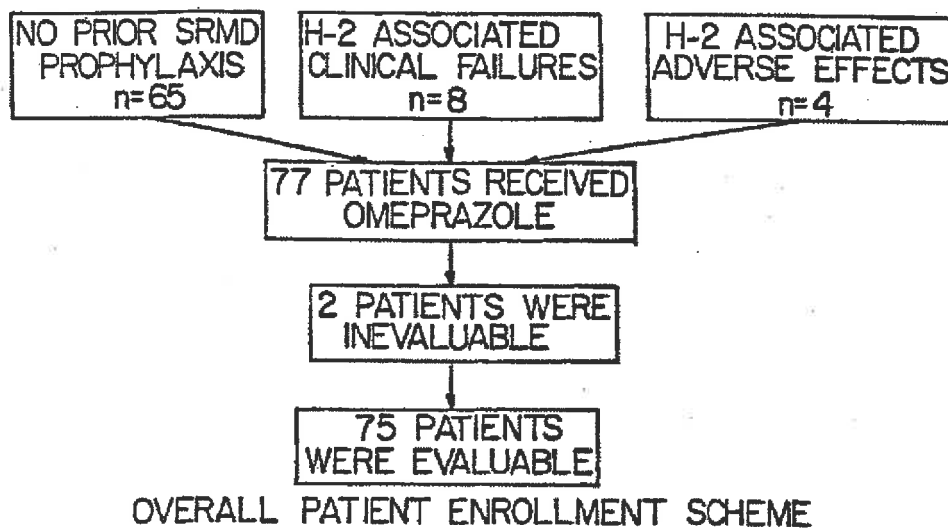 NO PRIOR SRMD
PROPHYLAXIS
n=65
H-2 ASSOCIATED
CLINICAL FAILURES
n=8
H-2 ASSOCIATED
ADVERSE EFFECTS
n=4
77 PATIENTS RECEIVED
OMEPRAZOLE
2 PATIENTS WERE
INEVALUABLE
75 PATIENTS
WERE EVALUABLE
OVERALL PATIENT ENROLLMENT SCHEME